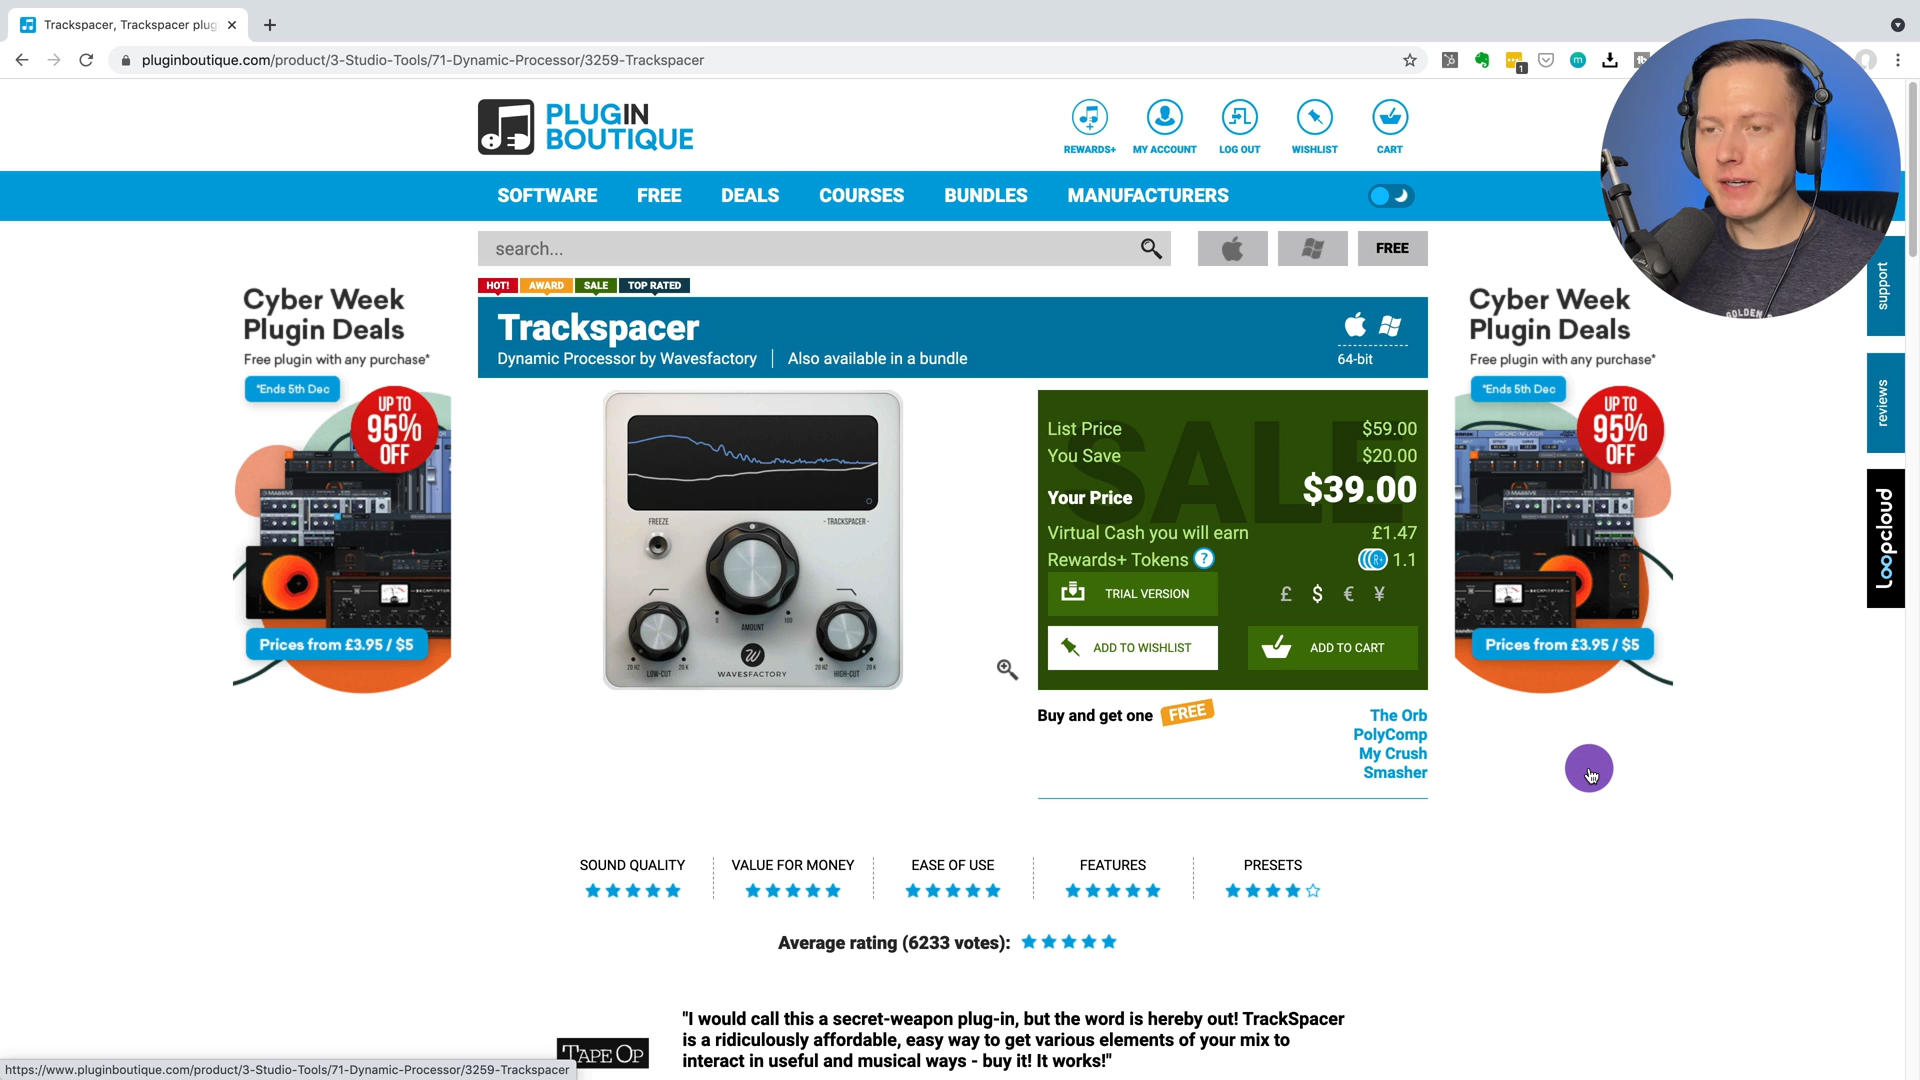 Trackspacer, Trackspacer plug
pluginboutique.com/product/3-Studio-Tools/71-Dynamic-Processor/3259-Trackspacer
1
m
PLUGIN
BOUTIQUE
REWARDS+
MY ACCOUNT
LOG OUT
WISHLIST
CART
SOFTWARE
FREE
DEALS
COURSES
BUNDLES
MANUFACTURERS
search...
FREE
HOT!
AWARD
SALE
TOP RATED
Trackspacer
Dynamic Processor by Wavesfactory
Also available in a bundle
64-bit
Cyber Week
Plugin Deals
Free plugin with any purchase*
*Ends 5th Dec
UP TO
95%
OFF
Prices from £3.95 / $5
FREEZE
- TRACKSPACER -
0
100
AMOUNT
20 HZ
20 K
LOW-CUT
20 HZ
20 K
HIGH-CUT
WAVESFACTORY
SALE
List Price
$59.00
You Save
$20.00
Your Price
$39.00
Virtual Cash you will earn
£1.47
Rewards+ Tokens ?
R+
1.1
TRIAL VERSION
£ $ € ¥
ADD TO WISHLIST
ADD TO CART
Buy and get one FREE
The Orb
PolyComp
My Crush
Smasher
Cyber Week
Plugin Deals
Free plugin with any purchase*
*Ends 5th Dec
UP TO
95%
OFF
Prices from £3.95 / $5
support
reviews
loopcloud
SOUND QUALITY
VALUE FOR MONEY
EASE OF USE
FEATURES
PRESETS
Average rating (6233 votes):
TAPE OP
"I would call this a secret-weapon plug-in, but the word is hereby out! TrackSpacer
is a ridiculously affordable, easy way to get various elements of your mix to
interact in useful and musical ways - buy it! It works!"
https://www.pluginboutique.com/product/3-Studio-Tools/71-Dynamic-Processor/3259-Trackspacer